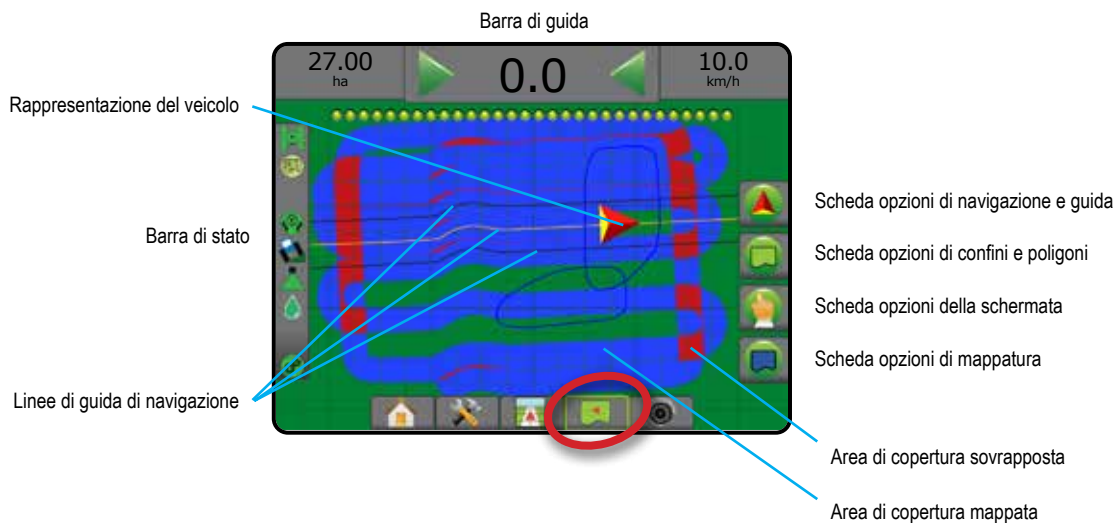 Barra di guida
27.00
ha
0.0
10.0
km/h
Rappresentazione del veicolo
Barra di stato
Linee di guida di navigazione
Scheda opzioni di navigazione e guida
Scheda opzioni di confini e poligoni
Scheda opzioni della schermata
Scheda opzioni di mappatura
Area di copertura sovrapposta
Area di copertura mappata